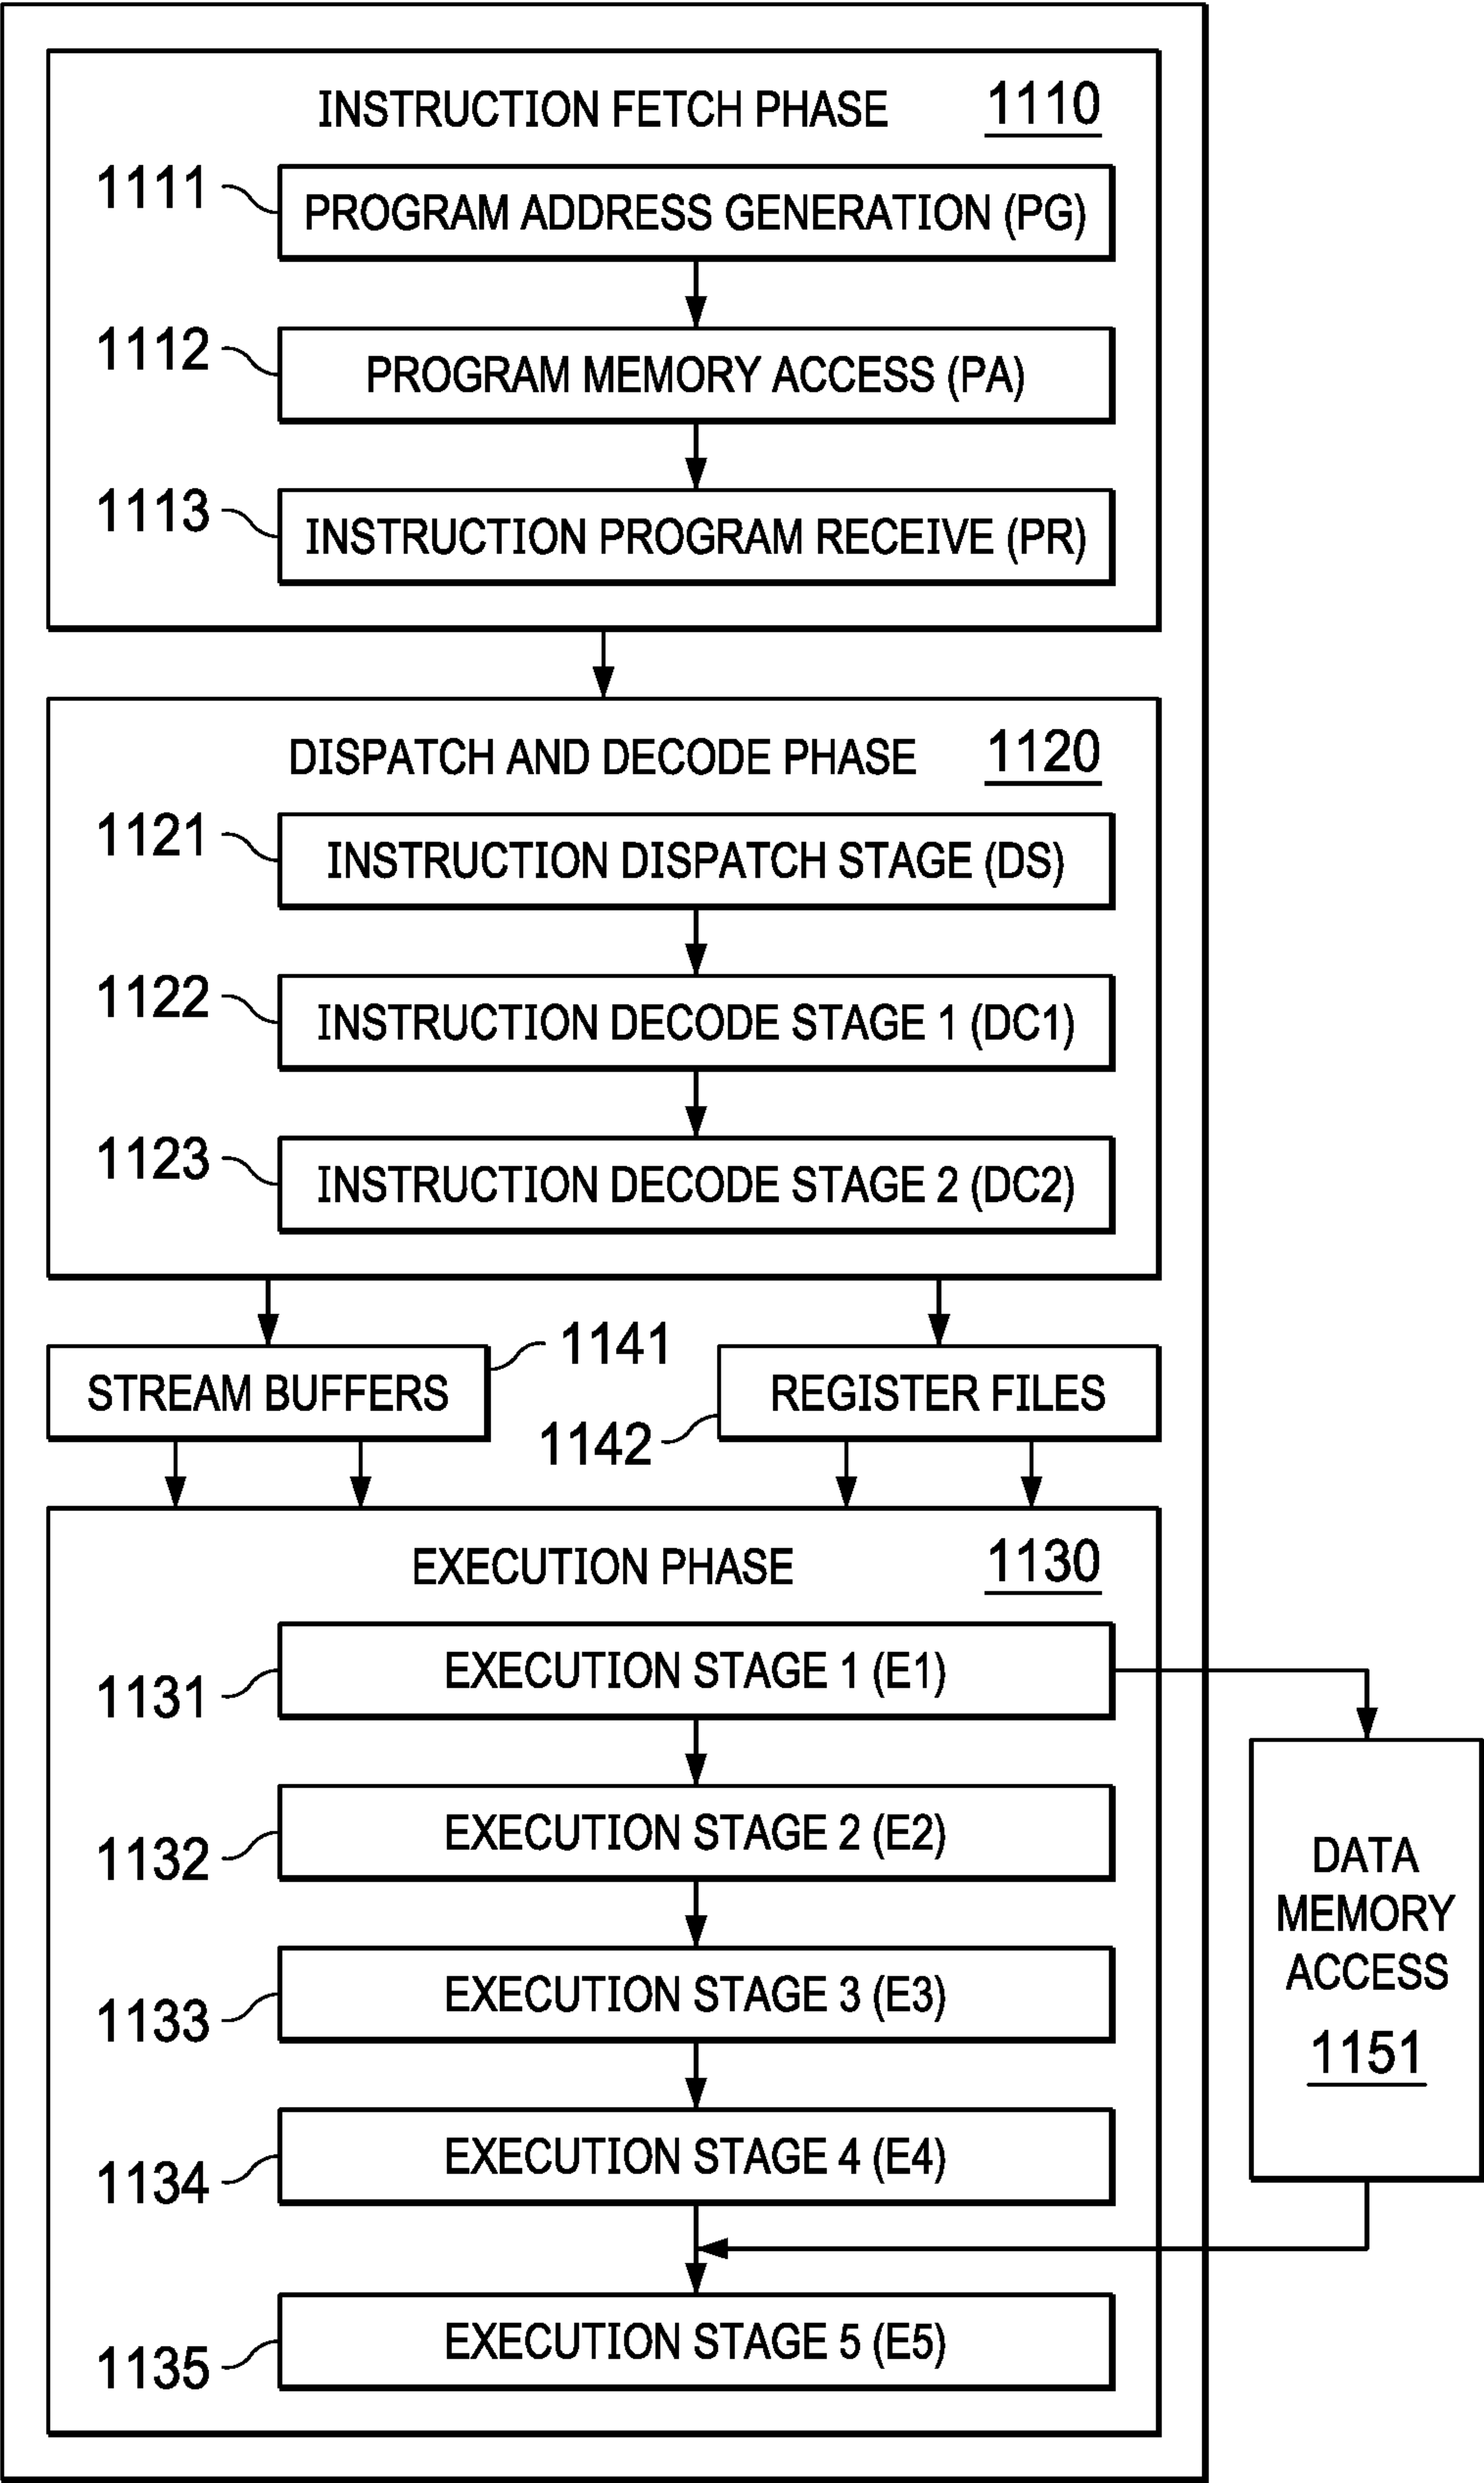 INSTRUCTION FETCH PHASE 1110
1111 PROGRAM ADDRESS GENERATION (PG)
1112 PROGRAM MEMORY ACCESS (PA)
1113 INSTRUCTION PROGRAM RECEIVE (PR)
DISPATCH AND DECODE PHASE 1120
1121 INSTRUCTION DISPATCH STAGE (DS)
1122 INSTRUCTION DECODE STAGE 1 (DC1)
1123 INSTRUCTION DECODE STAGE 2 (DC2)
STREAM BUFFERS 1141
1142 REGISTER FILES
EXECUTION PHASE 1130
1131 EXECUTION STAGE 1 (E1)
1132 EXECUTION STAGE 2 (E2)
1133 EXECUTION STAGE 3 (E3)
1134 EXECUTION STAGE 4 (E4)
1135 EXECUTION STAGE 5 (E5)
DATA
MEMORY
ACCESS
1151